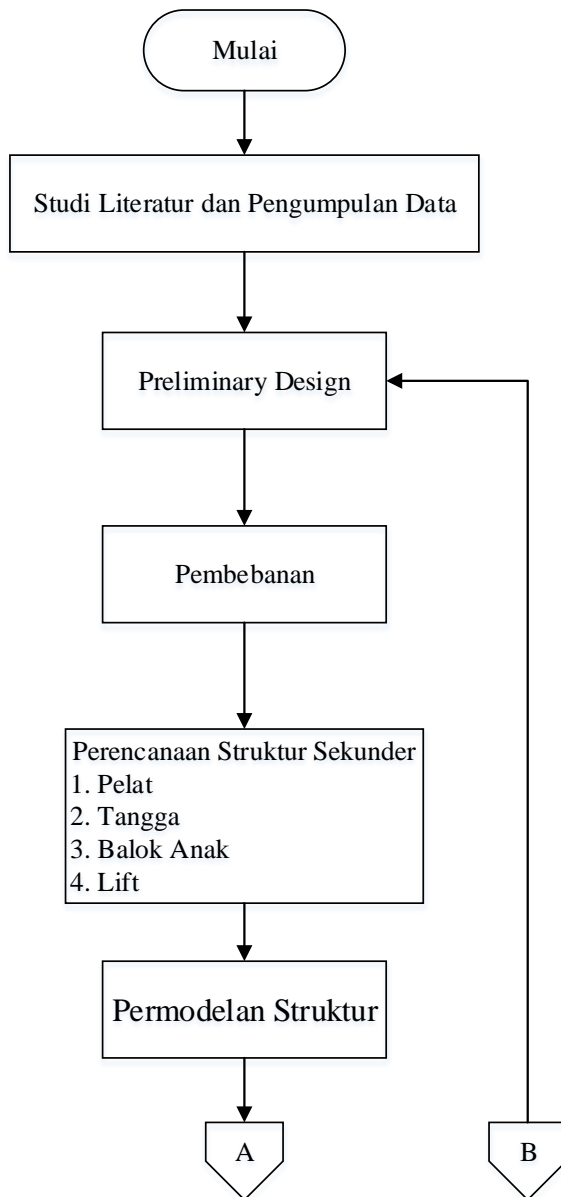 Mulai
Studi Literatur dan Pengumpulan Data
Preliminary Design
Pembebanan
Perencanaan Struktur Sekunder
1. Pelat
2. Tangga
3. Balok Anak
4. Lift
Permodelan Struktur
A
B